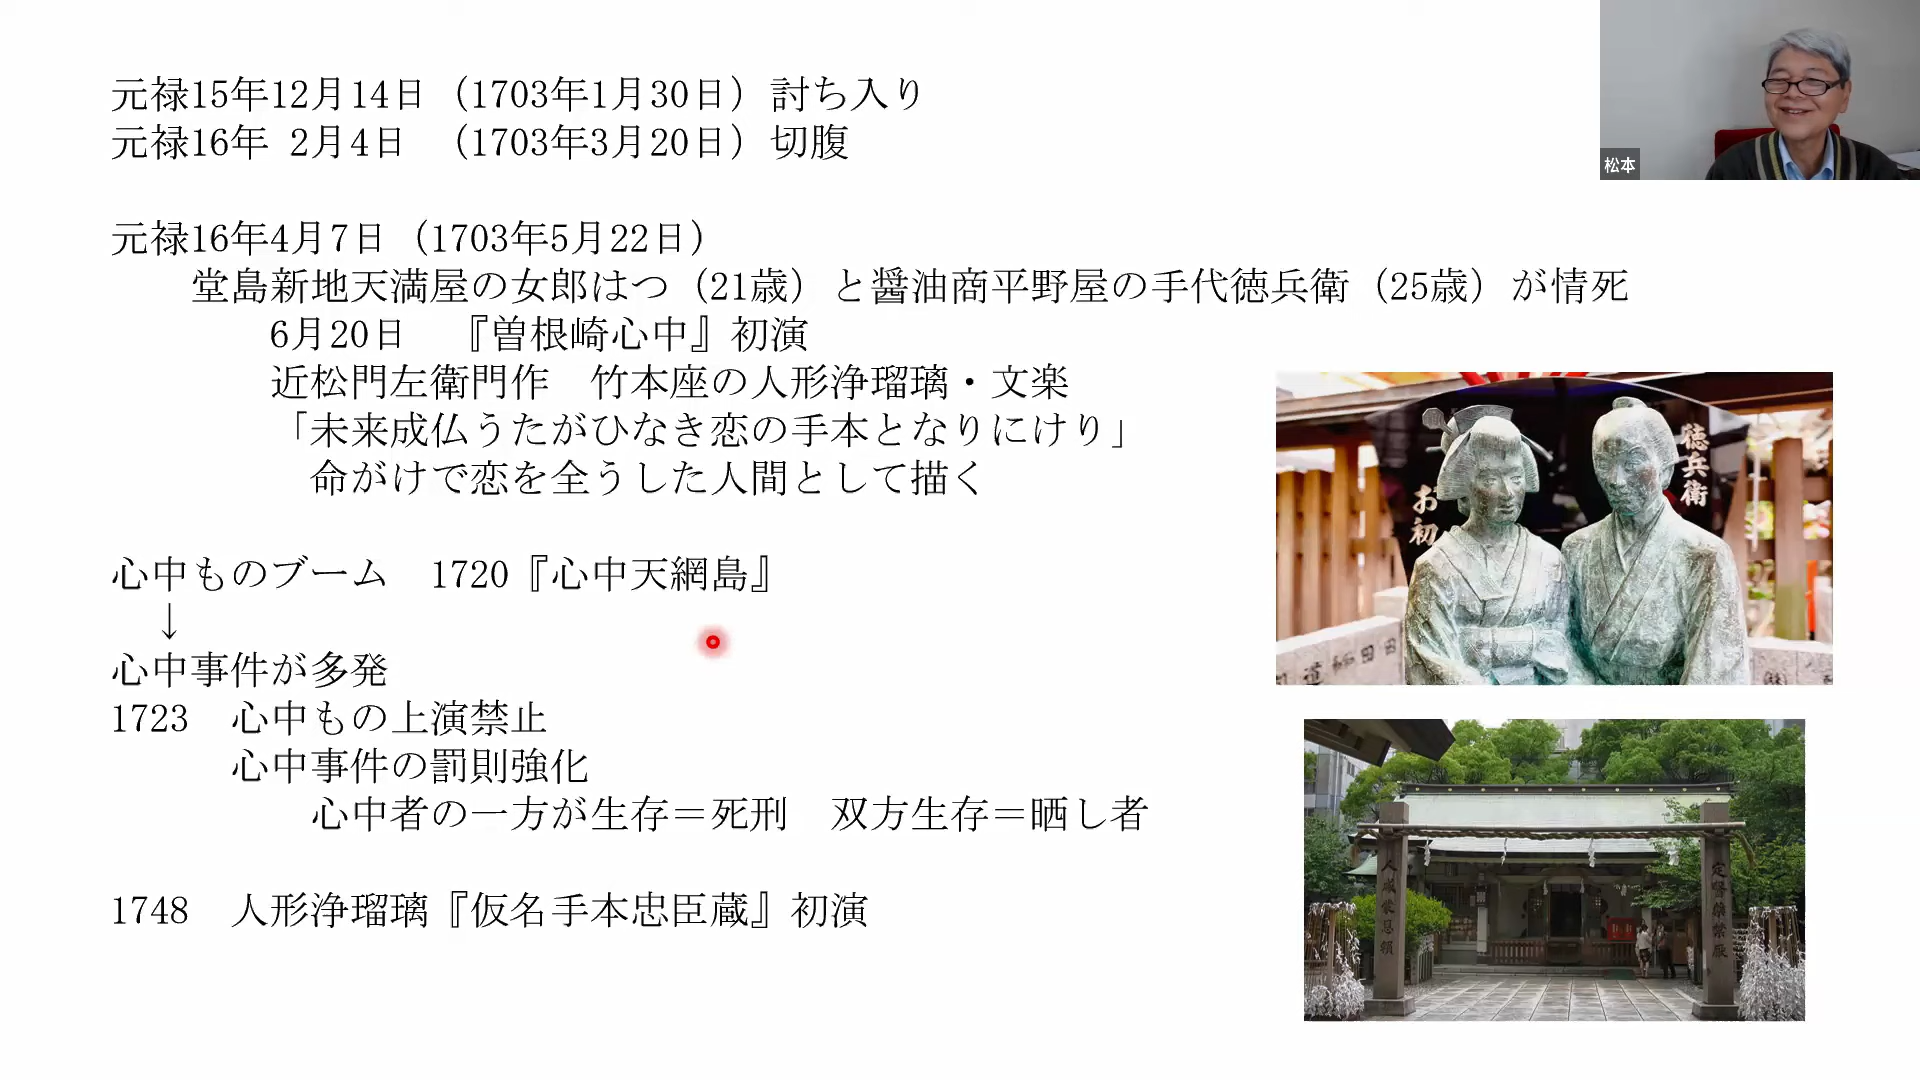 元禄15年12月14日（1703年1月30日）討ち入り
元禄16年 2月4日　（1703年3月20日）切腹
元禄16年4月7日（1703年5月22日）
堂島新地天満屋の女郎はつ（21歳）と醤油商平野屋の手代徳兵衛（25歳）が情死
6月20日　『曽根崎心中』初演
近松門左衛門作　竹本座の人形浄瑠璃・文楽
「未来成仏うたがひなき恋の手本となりにけり」
命がけで恋を全うした人間として描く
心中ものブーム　1720『心中天網島』
↓
心中事件が多発
1723　心中もの上演禁止
心中事件の罰則強化
心中者の一方が生存＝死刑　双方生存＝晒し者
1748　人形浄瑠璃『仮名手本忠臣蔵』初演
松本
徳兵衛
お初